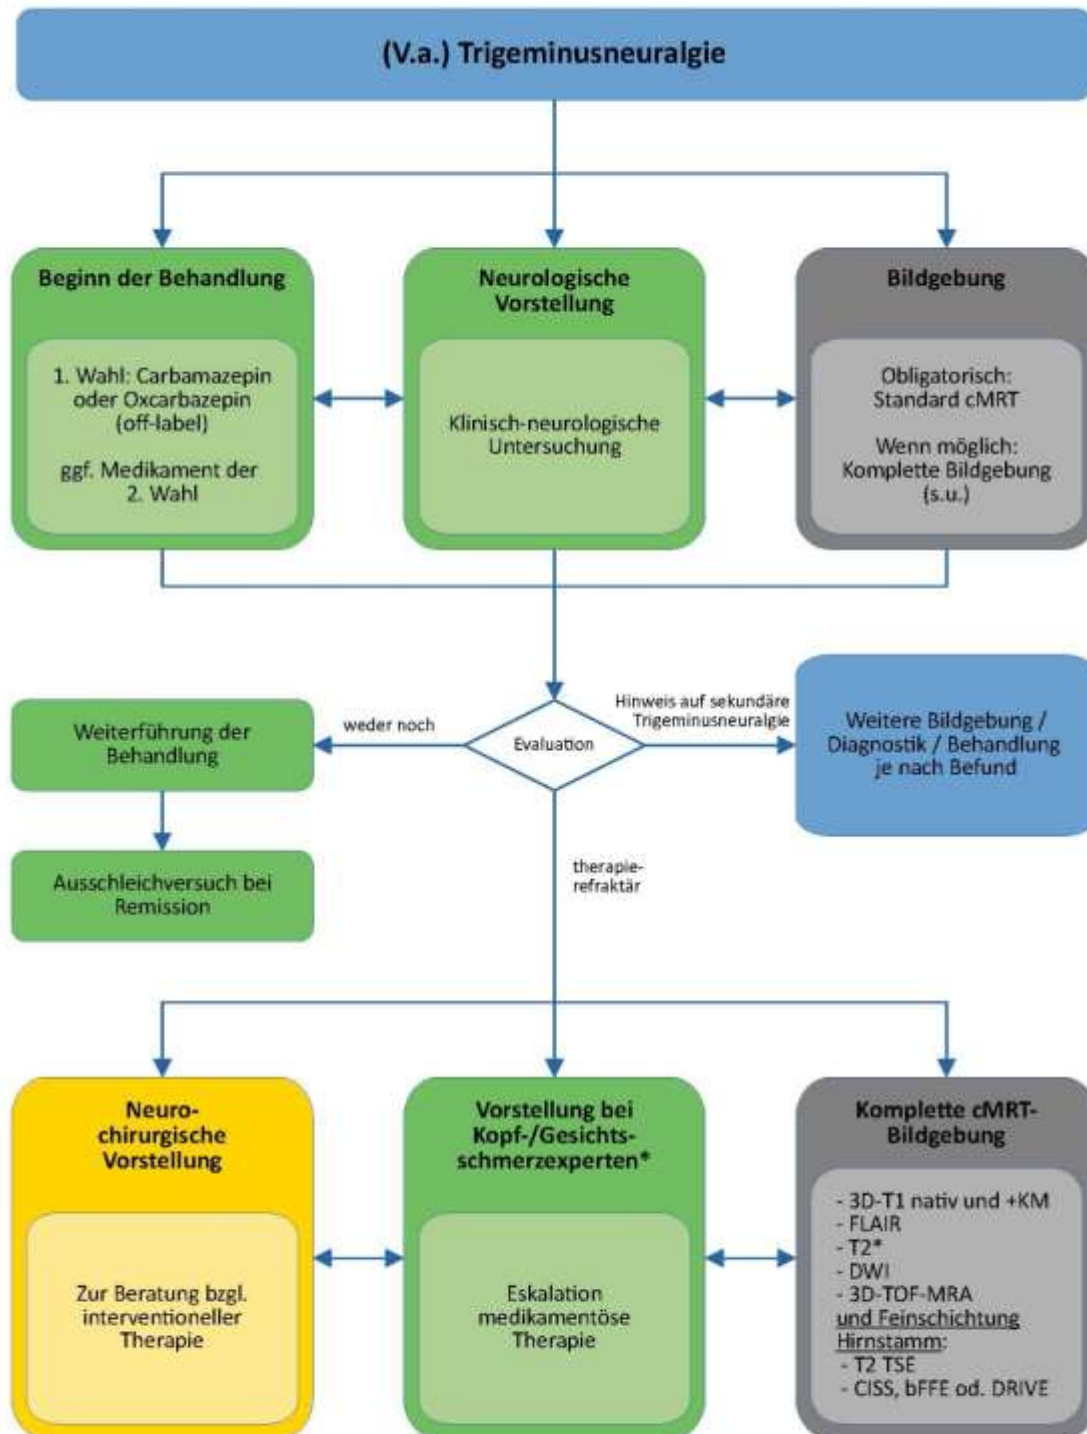 (V.a.) Trigeminusneuralgie
Beginn der Behandlung
1. Wahl: Carbamazepin
oder Oxcarbazepin
(off-label)
ggf. Medikament der
2. Wahl
Neurologische
Vorstellung
Klinisch-neurologische
Untersuchung
Bildgebung
Obligatorisch:
Standard cMRT
Wenn möglich:
Komplette Bildgebung
(s.u.)
Weiterführung der
Behandlung
weder noch
Evaluation
Hinweis auf sekundäre
Trigeminusneuralgie
Weitere Bildgebung /
Diagnostik / Behandlung
je nach Befund
Ausschleichversuch bei
Remission
therapie-
refraktär
Neuro-
chirurgische
Vorstellung
Zur Beratung bzgl.
interventioneller
Therapie
Vorstellung bei
Kopf-/Gesichts-
schmerzexperten*
Eskalation
medikamentöse
Therapie
Komplette cMRT-
Bildgebung
- 3D-T1 nativ und +KM
- FLAIR
- T2*
- DWI
- 3D-TOF-MRA
und Feinschichtung
Hirnstamm:
- T2 TSE
- CISS, bFFE od. DRIVE